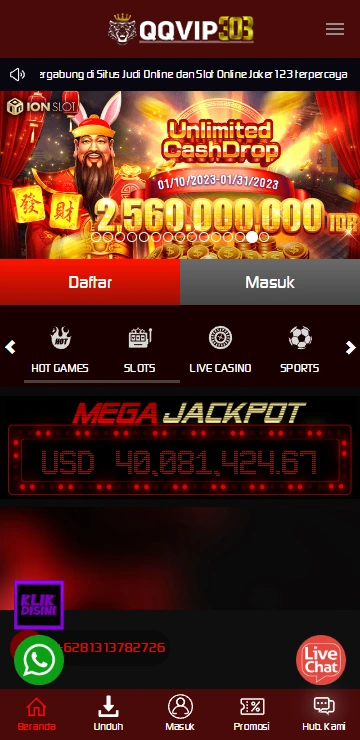 QQVIP303
ergabung di Situs Judi Online dan Slot Online Joker123 terpercaya
ION SLOT
Unlimited
CashDrop
01/10/2023-01/31/2023
發 財
2,560,000,000 IDR
Daftar Masuk
HOT
HOT GAMES SLOTS LIVE CASINO SPORTS
MEGA JACKPOT
USD 40,081,424.67
KLIK
DISINI
+6281313782726
Live
Chat
Beranda Unduh Masuk Promosi Hub. Kami